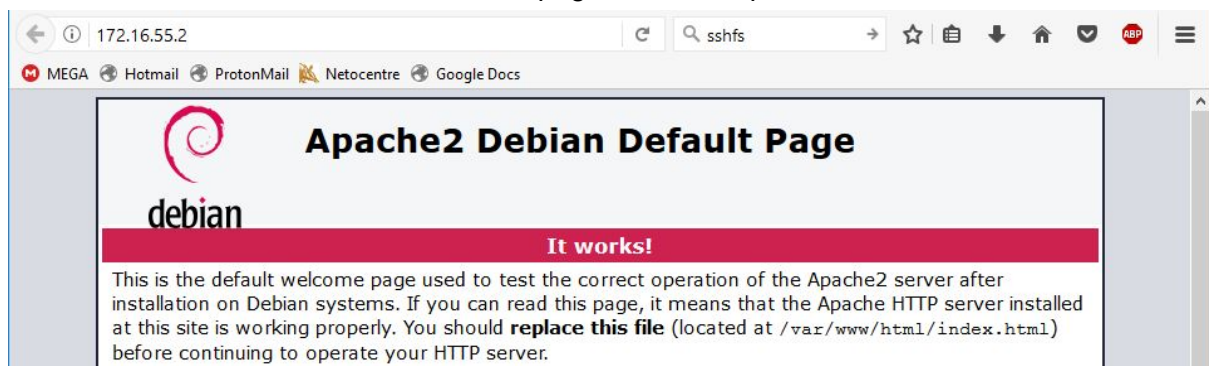 172.16.55.2
sshfs
ABP
MEGA Hotmail ProtonMail Netocentre Google Docs
debian
Apache2 Debian Default Page
It works!
This is the default welcome page used to test the correct operation of the Apache2 server after
installation on Debian systems. If you can read this page, it means that the Apache HTTP server installed
at this site is working properly. You should replace this file (located at /var/www/html/index.html)
before continuing to operate your HTTP server.